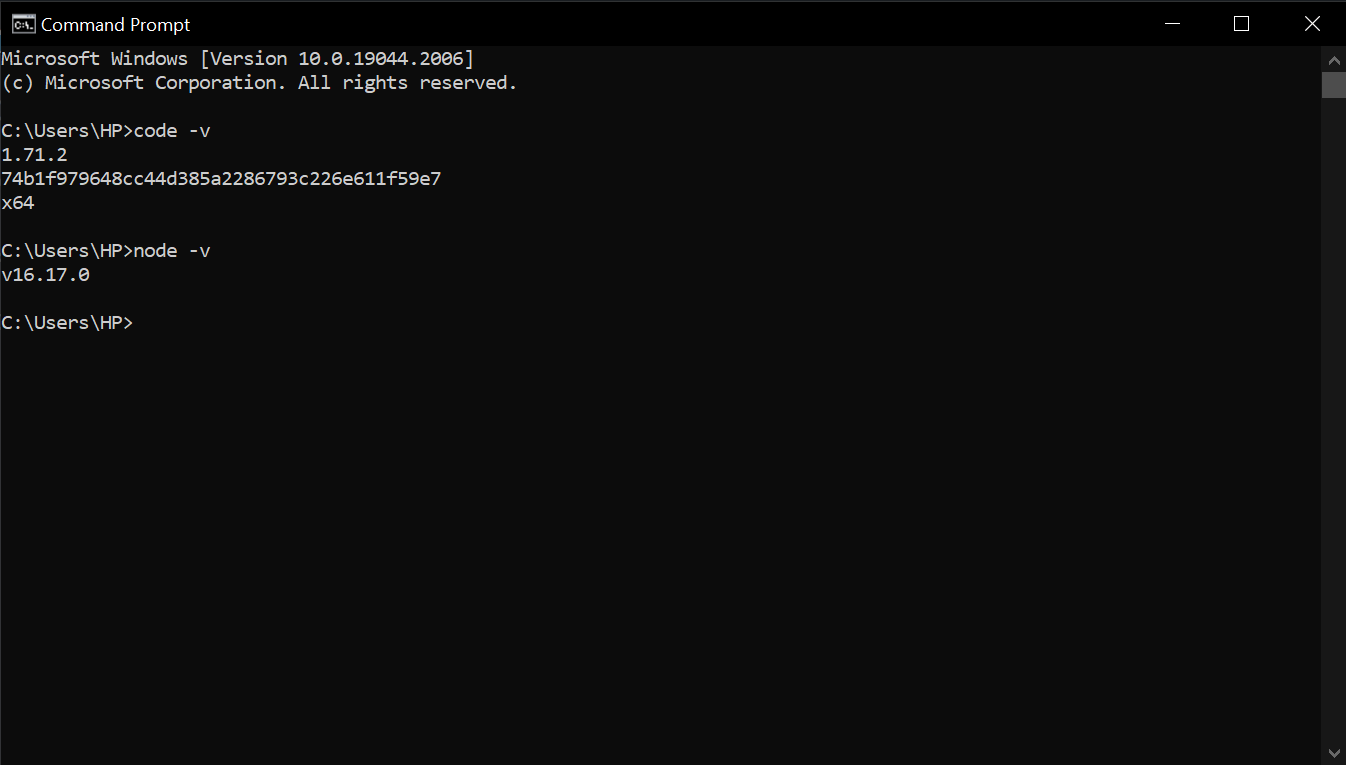 Command Prompt
Microsoft Windows [Version 10.0.19044.2006]
(c) Microsoft Corporation. All rights reserved.
C:\Users\HP>code -v
1.71.2
74b1f979648cc44d385a2286793c226e611f59e7
x64
C:\Users\HP>node -v
v16.17.0
C:\Users\HP>